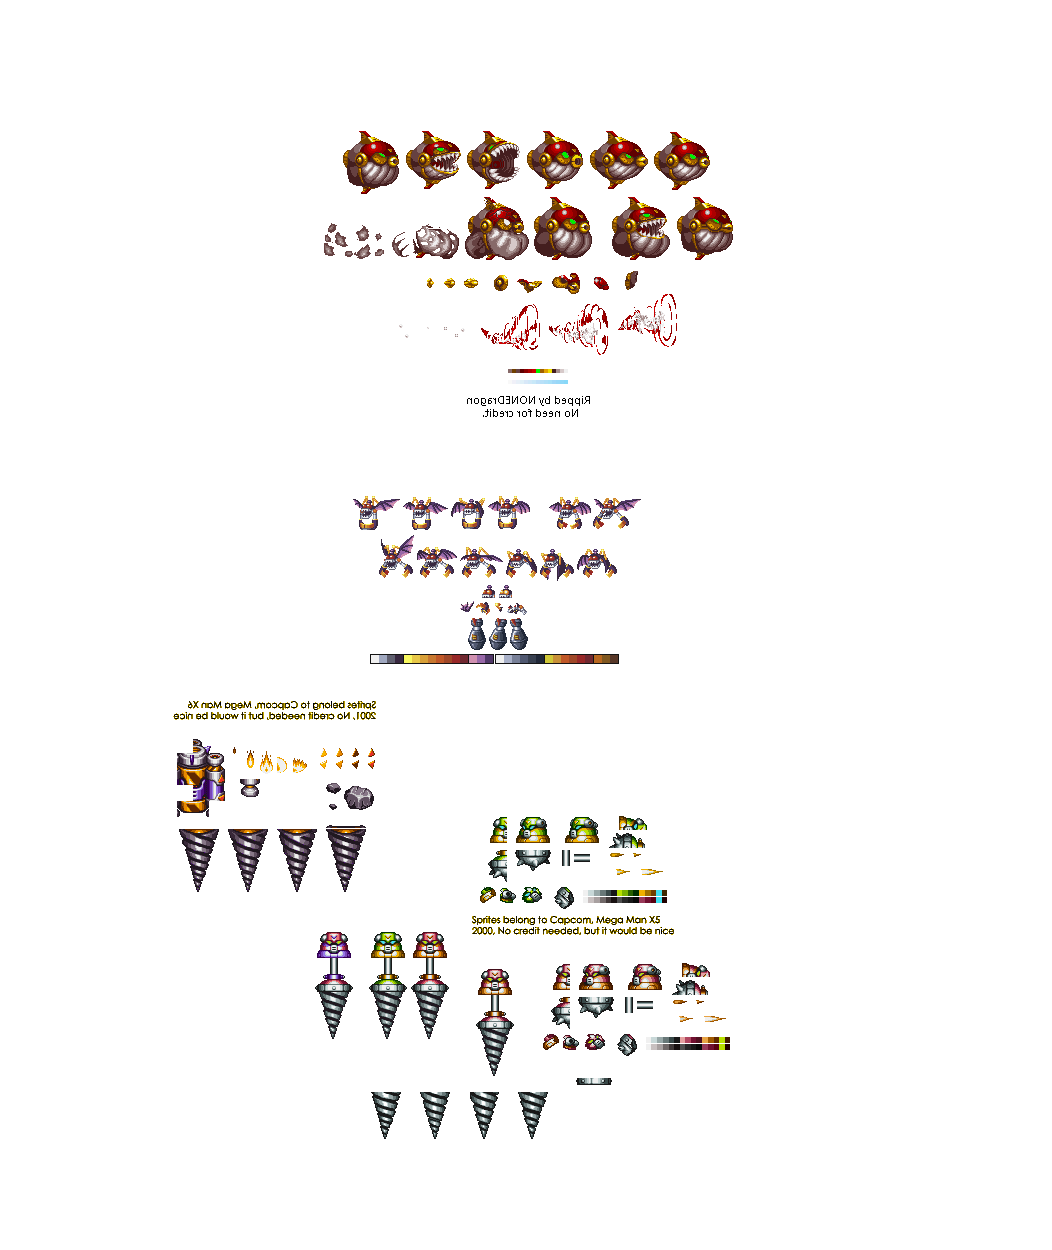 Ripped by NONEDragon
No need for credit.
Sprites belong to Capcom, Mega Man X6
2001, No credit needed, but it would be nice
Sprites belong to Capcom, Mega Man X5
2000, No credit needed, but it would be nice